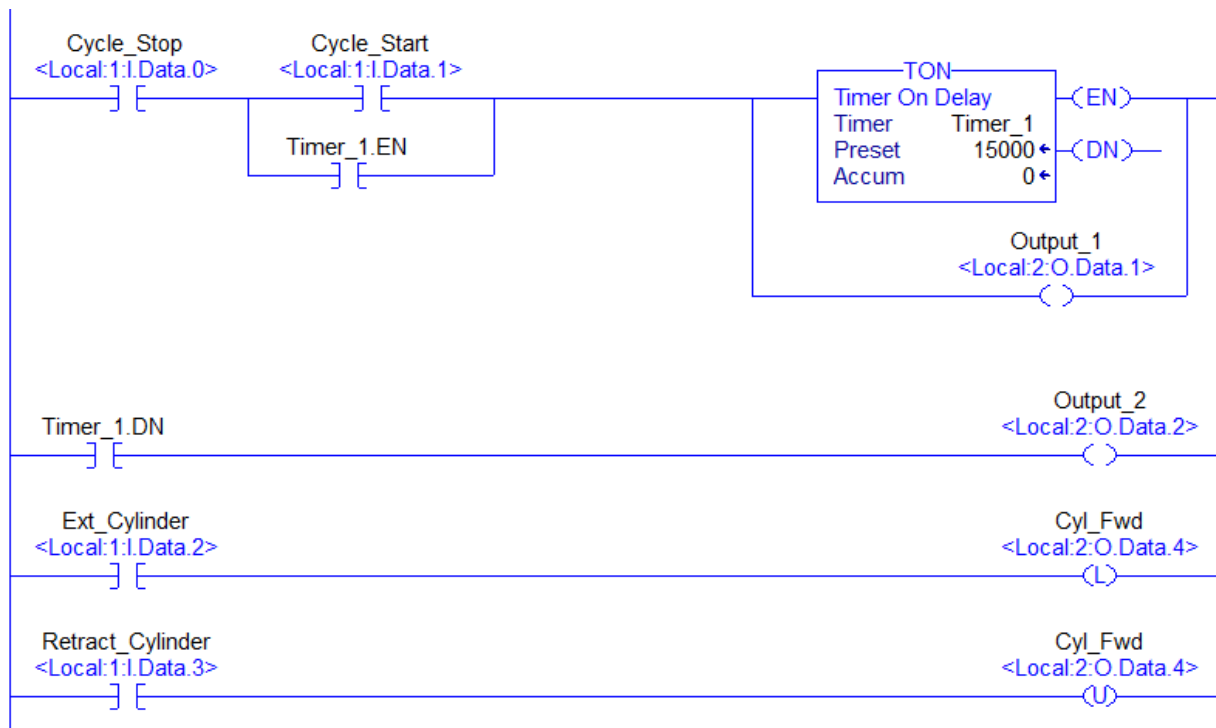 Cycle_Stop
<Local:1:I.Data.0>
Cycle_Start
<Local:1:I.Data.1>
Timer_1.EN
TON
Timer On Delay
Timer Timer_1
Preset 15000
Accum 0
EN
DN
Output_1
<Local:2:O.Data.1>
Timer_1.DN
Output_2
<Local:2:O.Data.2>
Ext_Cylinder
<Local:1:I.Data.2>
Cyl_Fwd
<Local:2:O.Data.4>
L
Retract_Cylinder
<Local:1:I.Data.3>
Cyl_Fwd
<Local:2:O.Data.4>
U